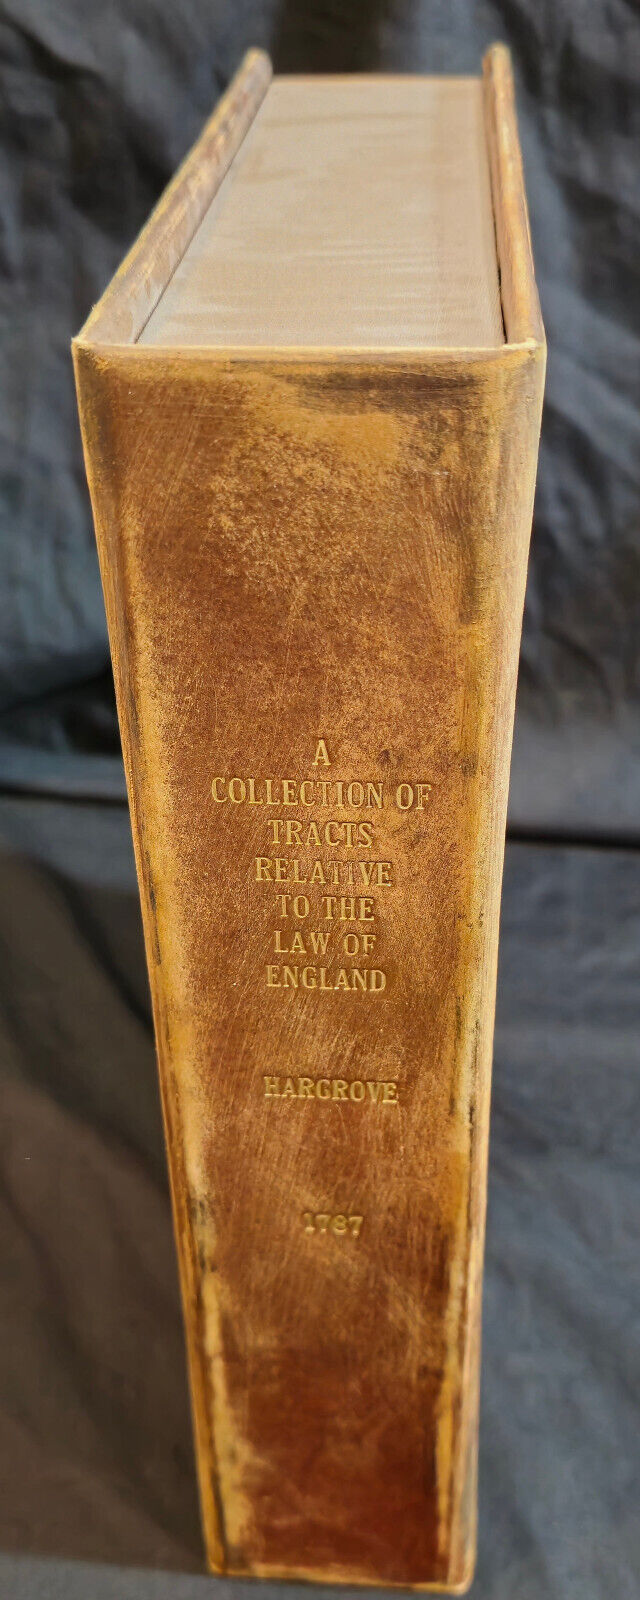 A
COLLECTION OF
TRACTS
RELATIVE
TO THE
LAW OF
ENGLAND
HARGROVE
1787